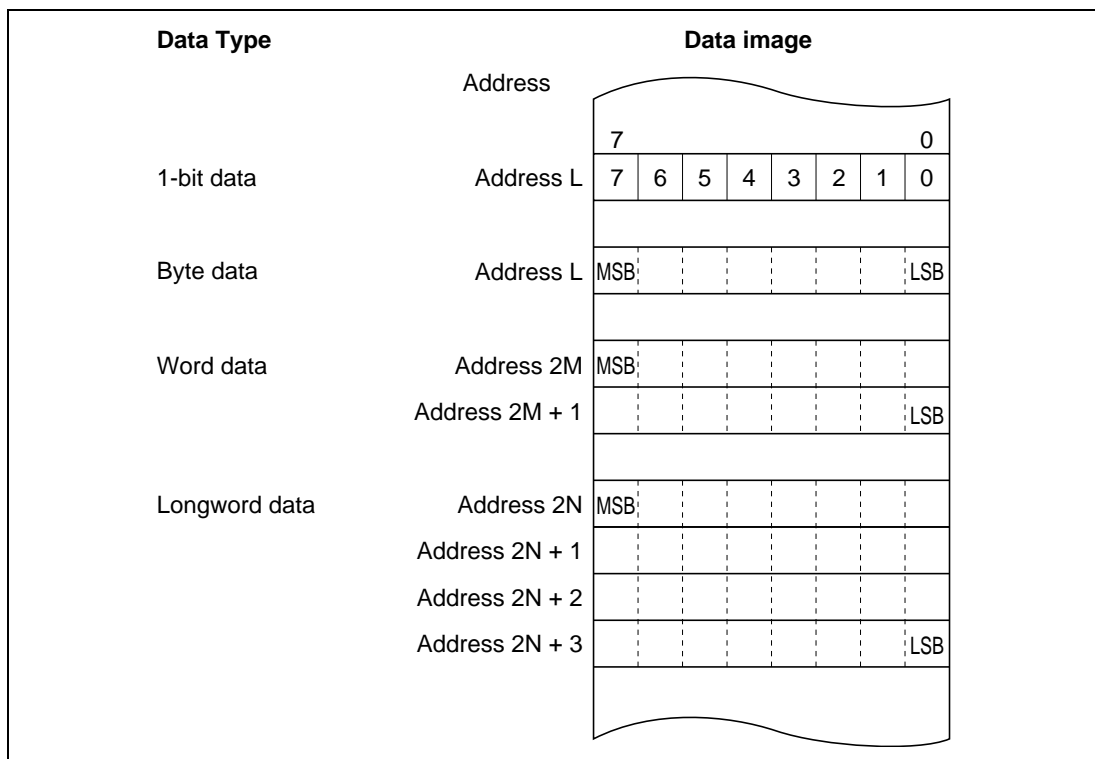 Data Type Data image
Address
7 0
1-bit data Address L 7 6 5 4 3 2 1 0
Byte data Address L MSB LSB
Word data Address 2M MSB
Address 2M + 1 LSB
Longword data Address 2N MSB
Address 2N + 1
Address 2N + 2
Address 2N + 3 LSB